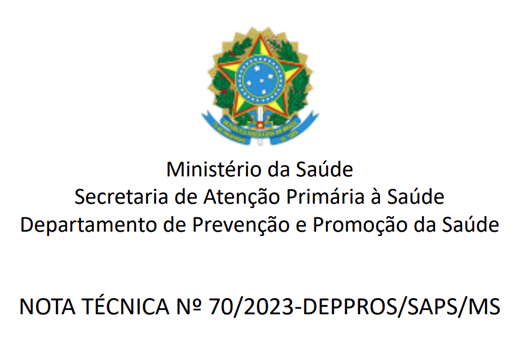 Ministério da Saúde
Secretaria de Atenção Primária à Saúde
Departamento de Prevenção e Promoção da Saúde
NOTA TÉCNICA Nº 70/2023-DEPPROS/SAPS/MS